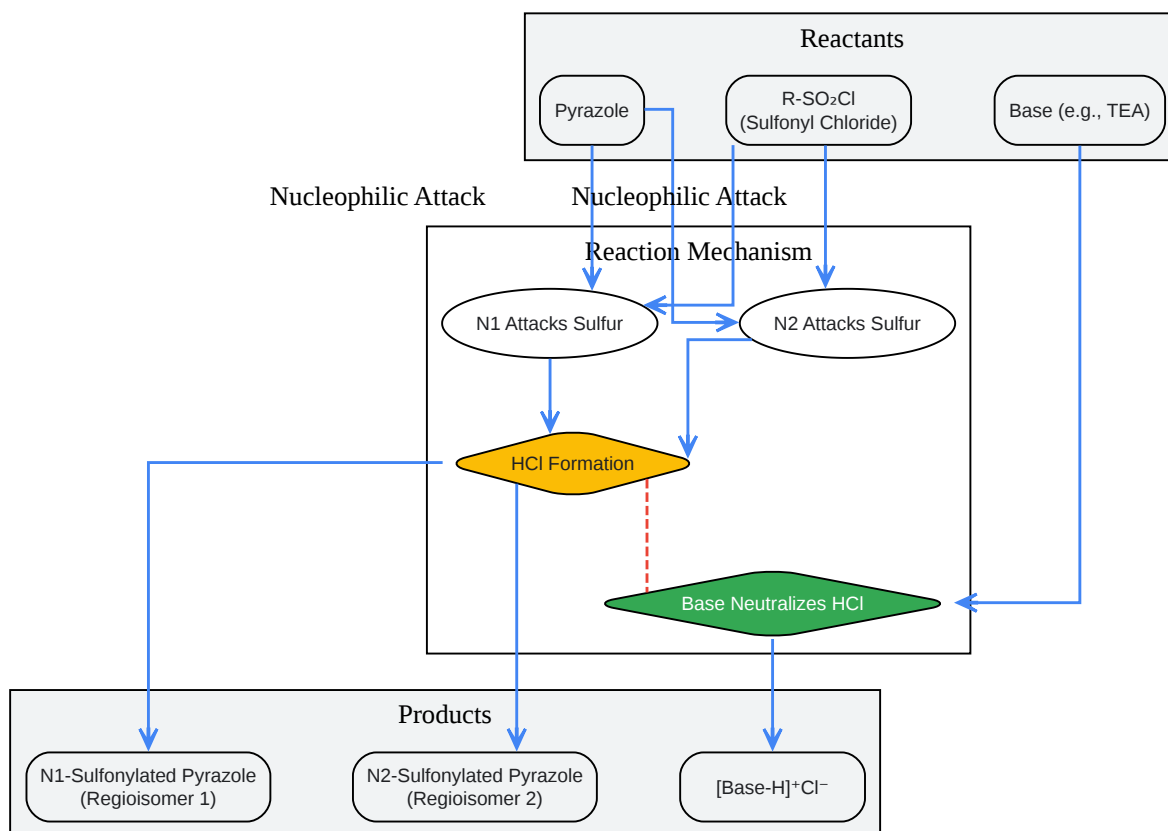 Reactants
Pyrazole
R-SO₂Cl
(Sulfonyl Chloride)
Base (e.g., TEA)
Nucleophilic Attack
Nucleophilic Attack
Reaction Mechanism
N1 Attacks Sulfur
N2 Attacks Sulfur
HCl Formation
Base Neutralizes HCl
Products
N1-Sulfonylated Pyrazole
(Regioisomer 1)
N2-Sulfonylated Pyrazole
(Regioisomer 2)
[Base-H]⁺Cl⁻